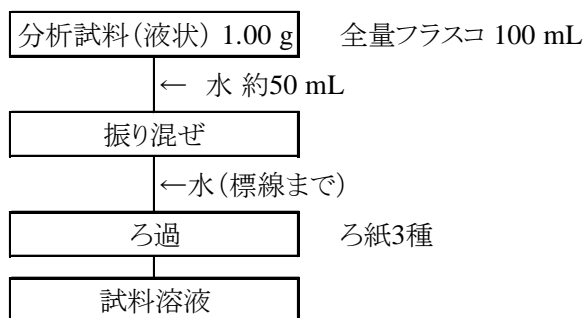 分析試料(液状) 1.00 g 全量フラスコ 100 mL
← 水 約50 mL
振り混ぜ
←水(標線まで)
ろ過 ろ紙3種
試料溶液